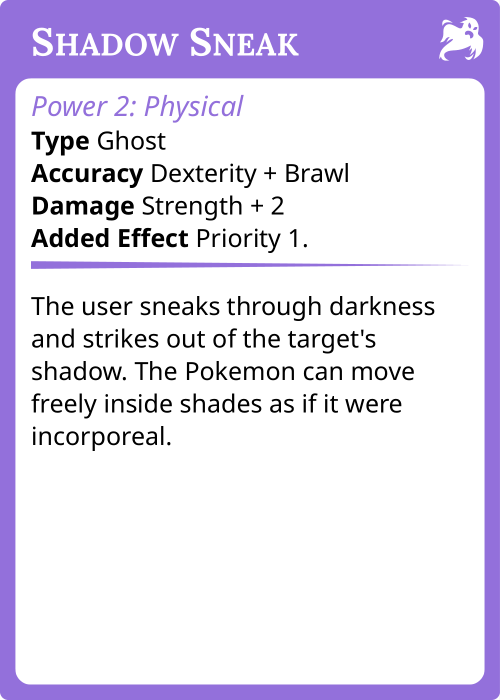 Shadow Sneak
Power 2: Physical
Type Ghost
Accuracy Dexterity + Brawl
Damage Strength + 2
Added Effect Priority 1.
The user sneaks through darkness
and strikes out of the target's
shadow. The Pokemon can move
freely inside shades as if it were
incorporeal.